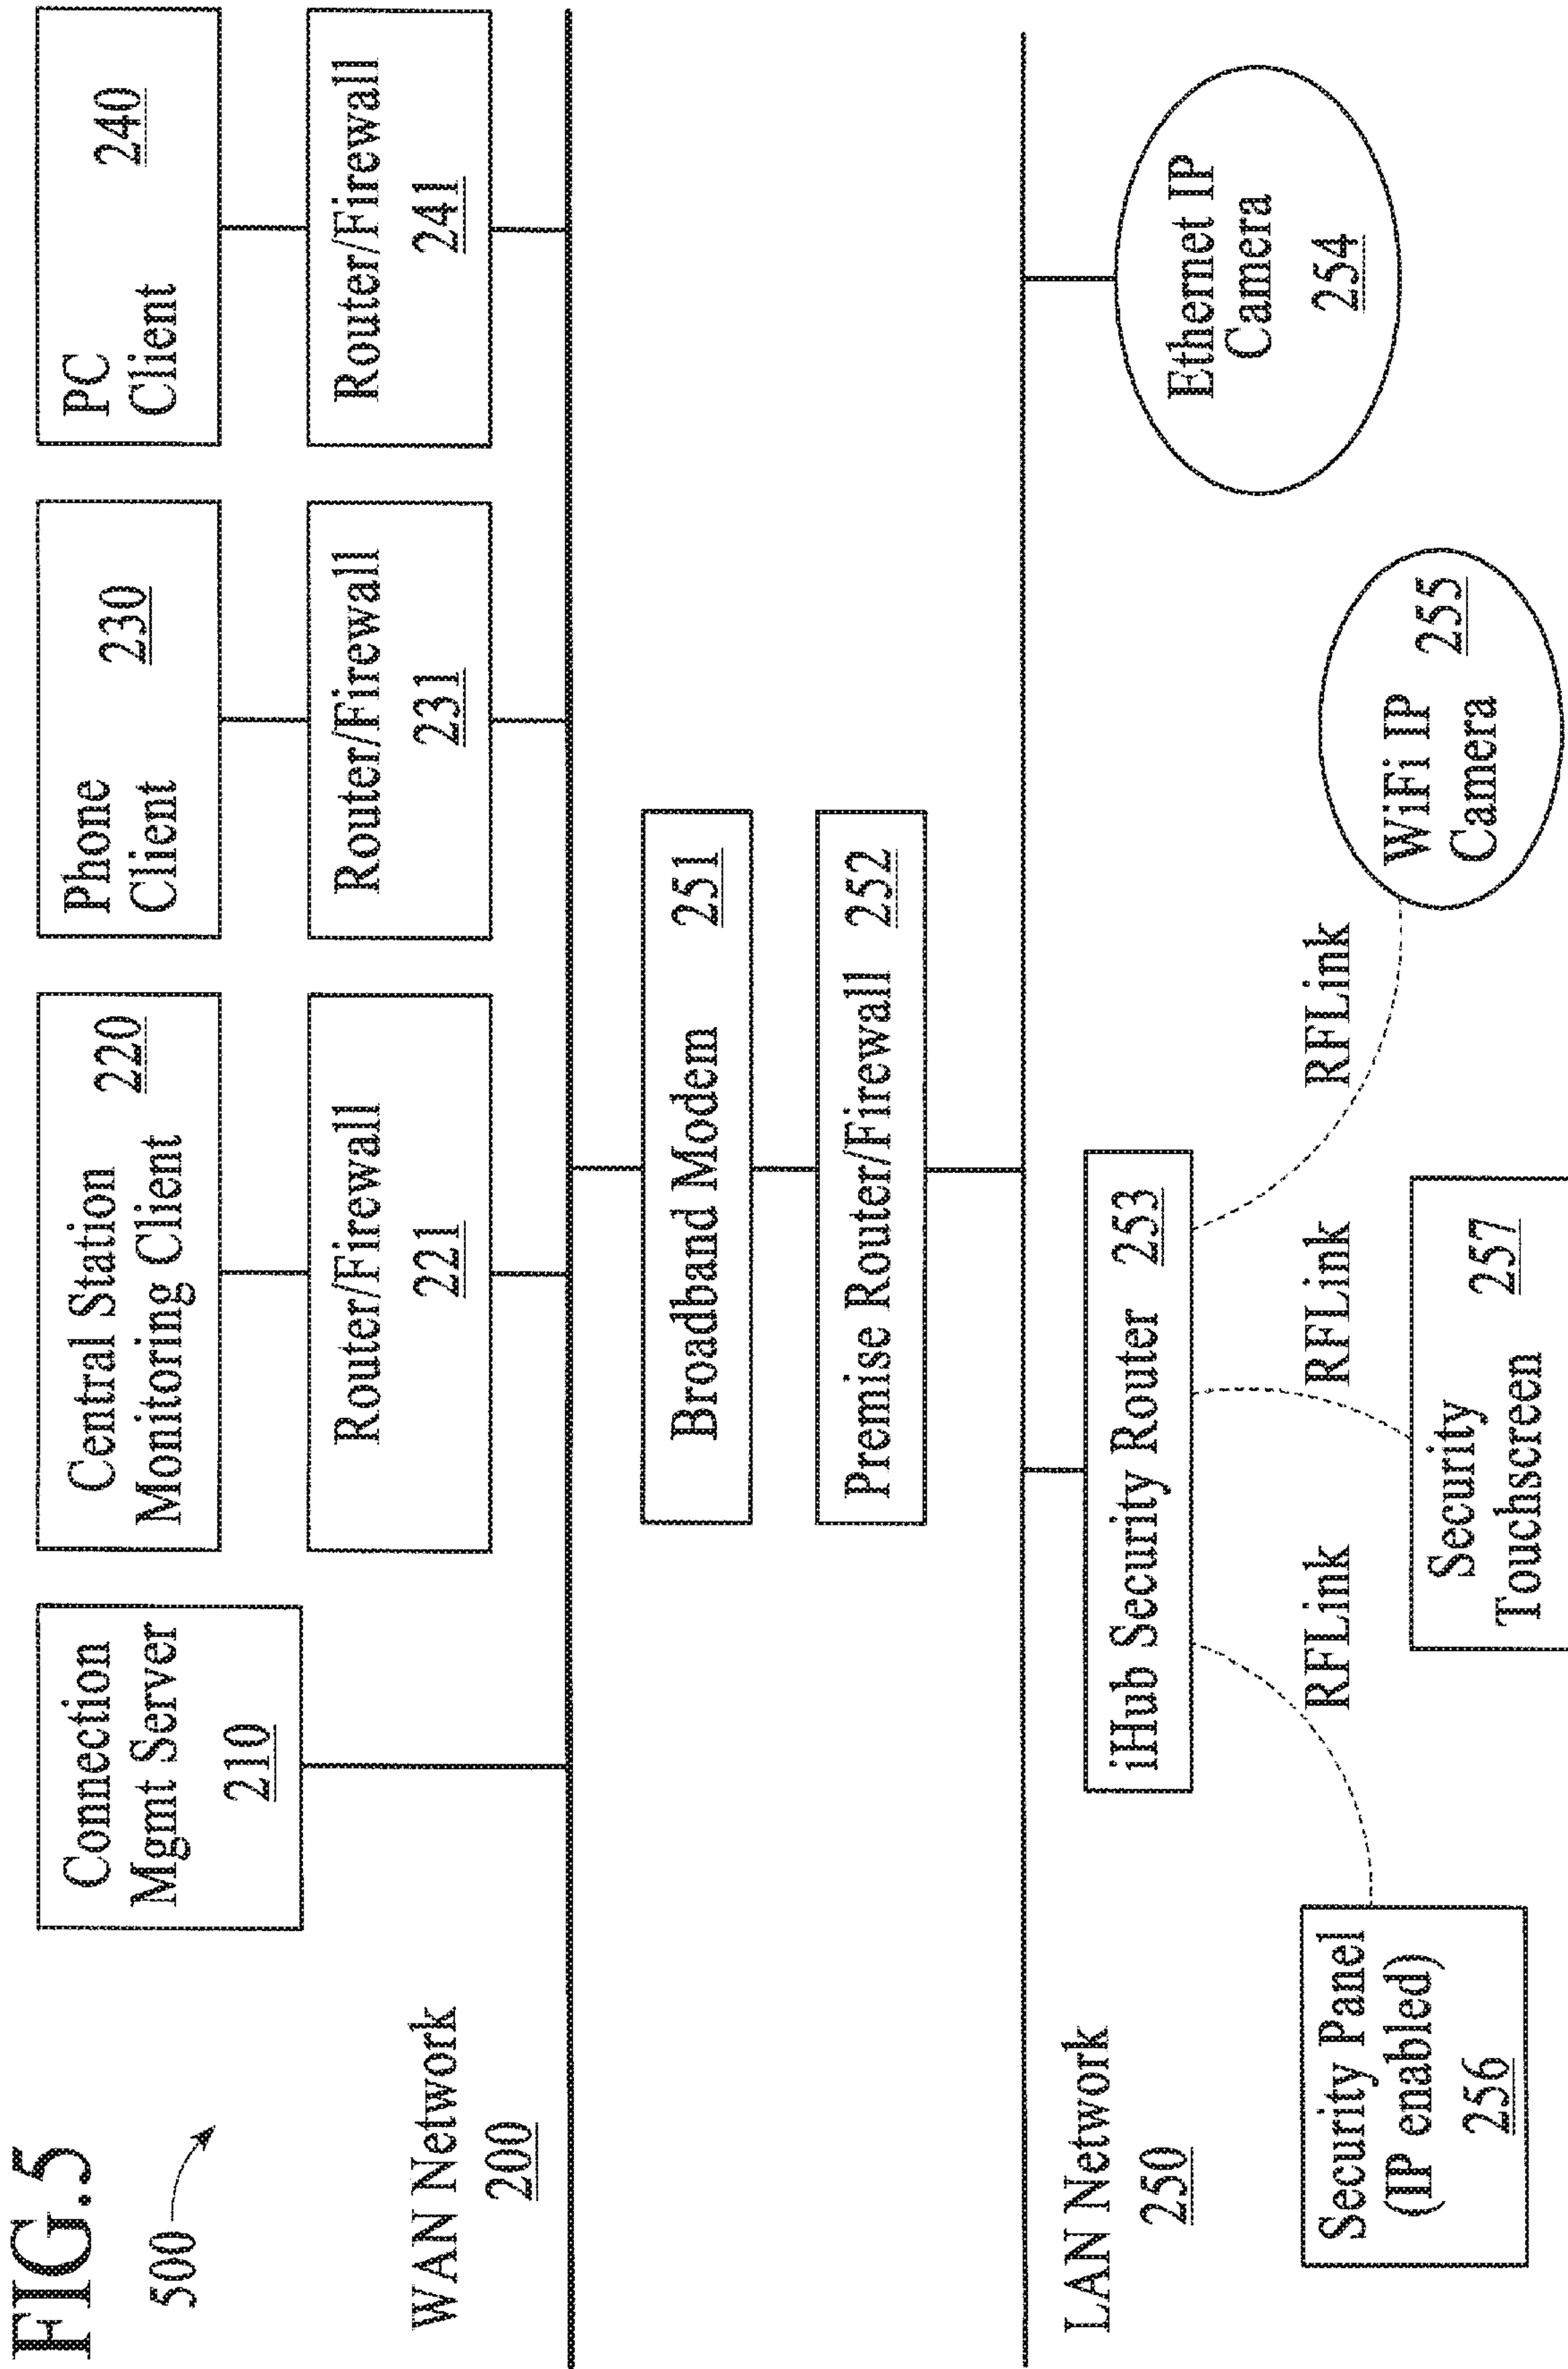 FIG.5
500
Connection
Mgmt Server
210
Central Station
Monitoring Client
220
Phone
Client
230
PC
Client
240
Router/Firewall
221
Router/Firewall
231
Router/Firewall
241
WAN Network
200
Broadband Modem 251
Premise Router/Firewall 252
LAN Network
250
iHub Security Router 253
RFLink
RFLink
RFLink
Security Panel
(IP enabled)
256
Security
Touchscreen
257
WiFi IP
Camera
255
Ethernet IP
Camera
254